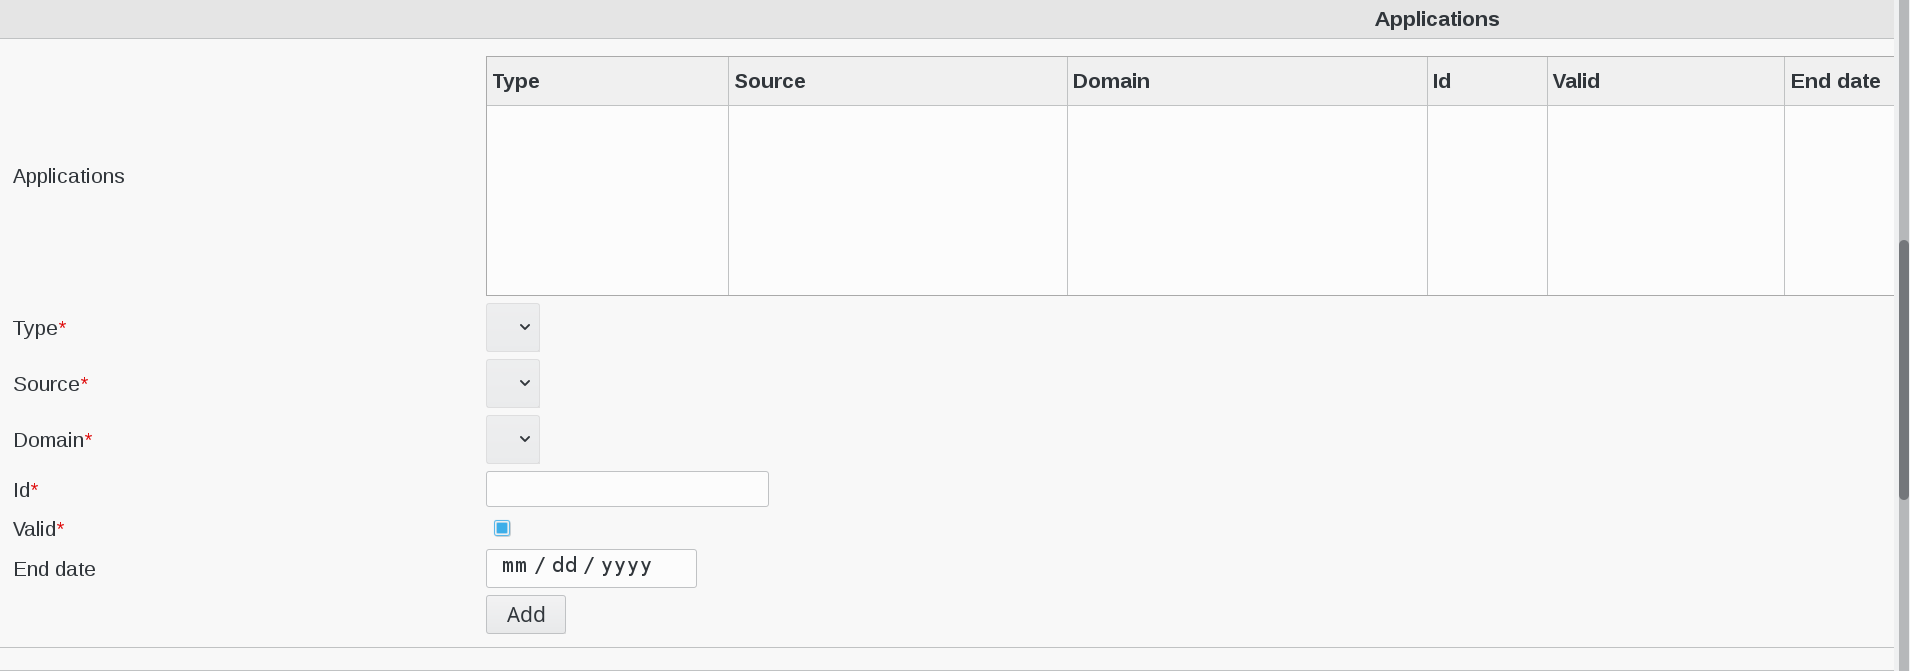 Applications
Type Source Domain Id Valid End date
Applications
Type*
Source*
Domain*
Id*
Valid*
End date mm / dd / yyyy
Add